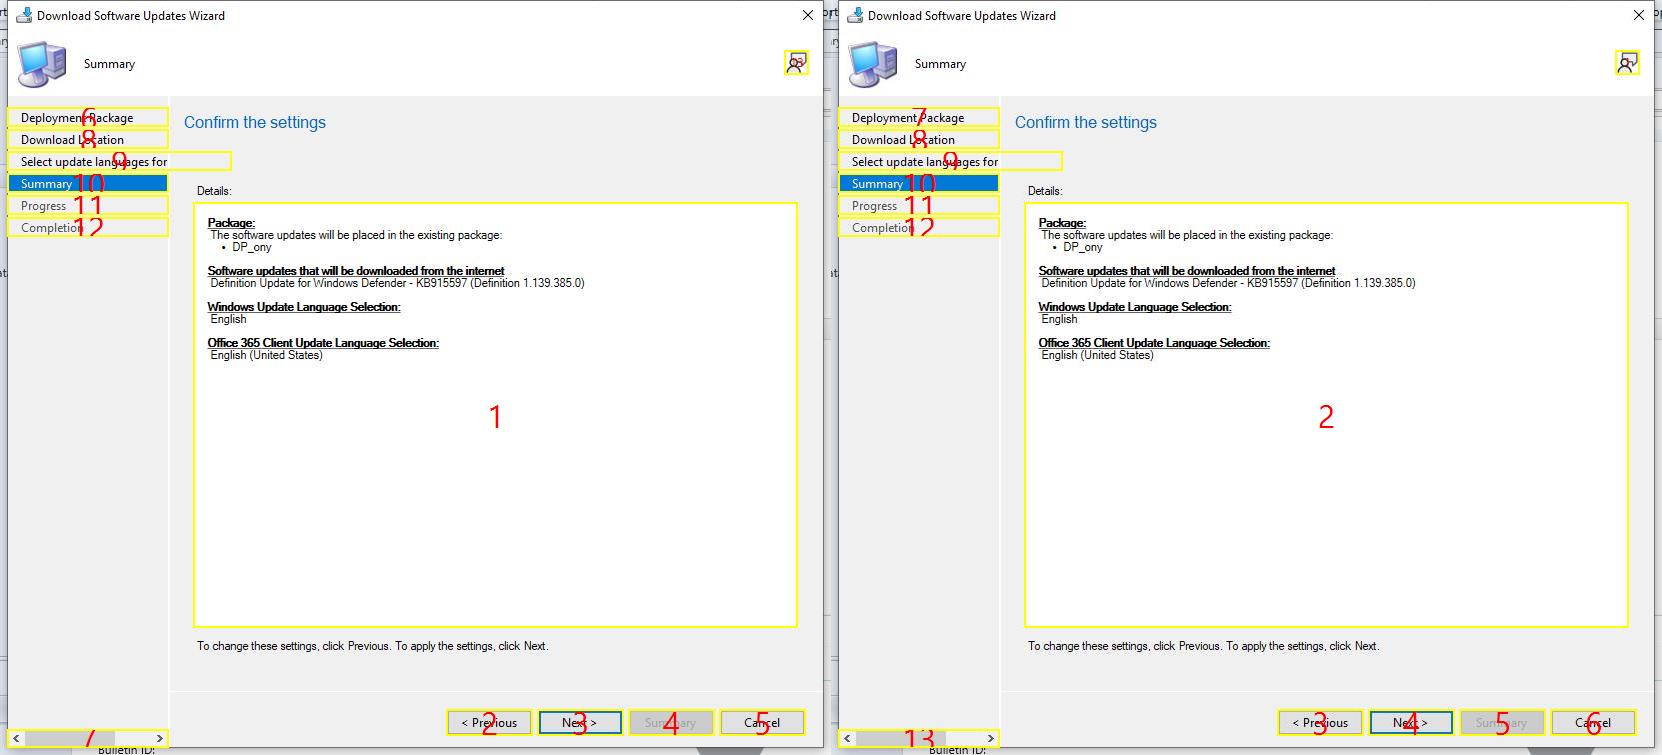 Download Software Updates Wizard
Summary
13
Deployment Package
6
Download Location
8
Select update languages for
9
Summary
10
Progress
11
Completion
12
7
Confirm the settings
Details:
Package:
The software updates will be placed in the existing package:
• DP_ony
Software updates that will be downloaded from the internet
Definition Update for Windows Defender - KB915597 (Definition 1.139.385.0)
Windows Update Language Selection:
English
Office 365 Client Update Language Selection:
English (United States)
1
To change these settings, click Previous. To apply the settings, click Next.
< Previous
2
Next >
3
Summary
4
Cancel
5
Bulletin ID:
Download Software Updates Wizard
Summary
Deployment Package
7
Download Location
8
Select update languages for
9
Summary
10
Progress
11
Completion
12
13
Confirm the settings
Details:
Package:
The software updates will be placed in the existing package:
• DP_ony
Software updates that will be downloaded from the internet
Definition Update for Windows Defender - KB915597 (Definition 1.139.385.0)
Windows Update Language Selection:
English
Office 365 Client Update Language Selection:
English (United States)
2
To change these settings, click Previous. To apply the settings, click Next.
< Previous
3
Next >
4
Summary
5
Cancel
6
Bulletin ID: